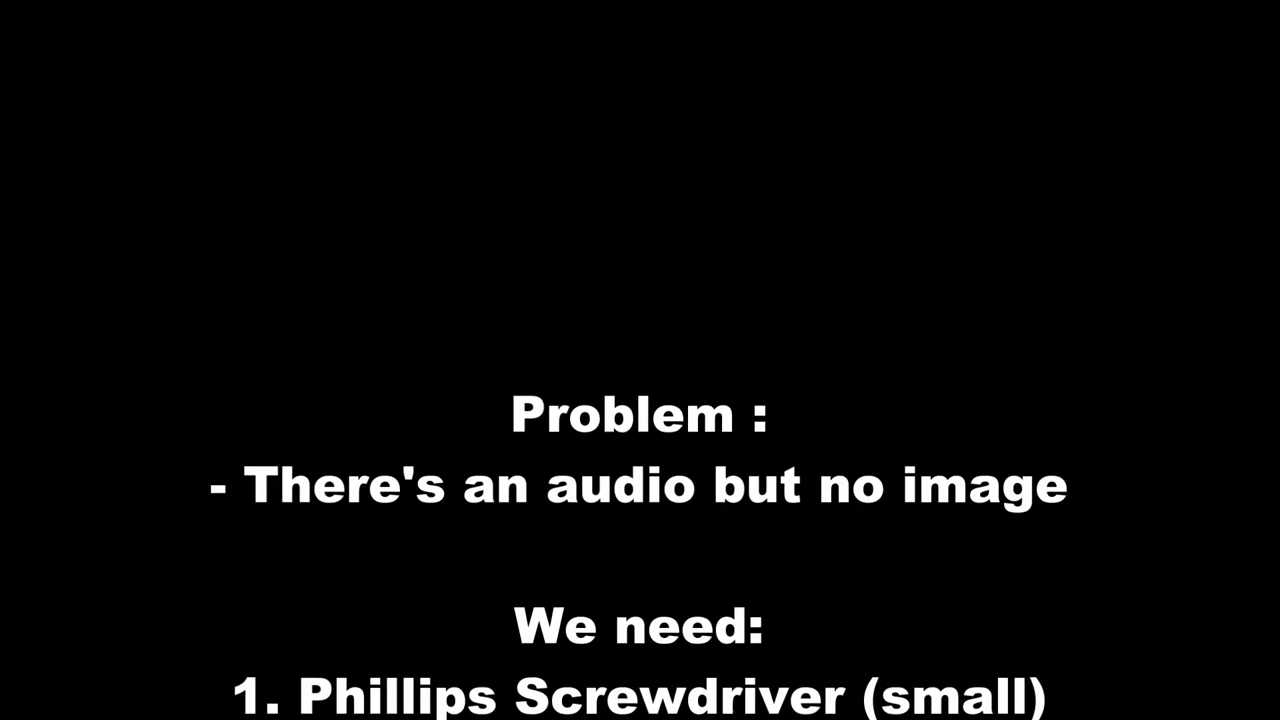 Problem :
- There's an audio but no image
We need:
1. Phillips Screwdriver (small)